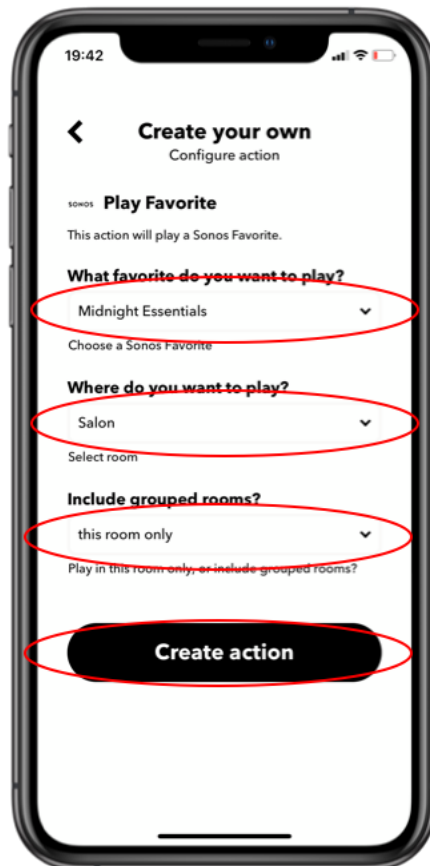 19:42
Create your own
Configure action
SONOS Play Favorite
This action will play a Sonos Favorite.
What favorite do you want to play?
Midnight Essentials
Choose a Sonos Favorite
Where do you want to play?
Salon
Select room
Include grouped rooms?
this room only
Play in this room only, or include grouped rooms?
Create action